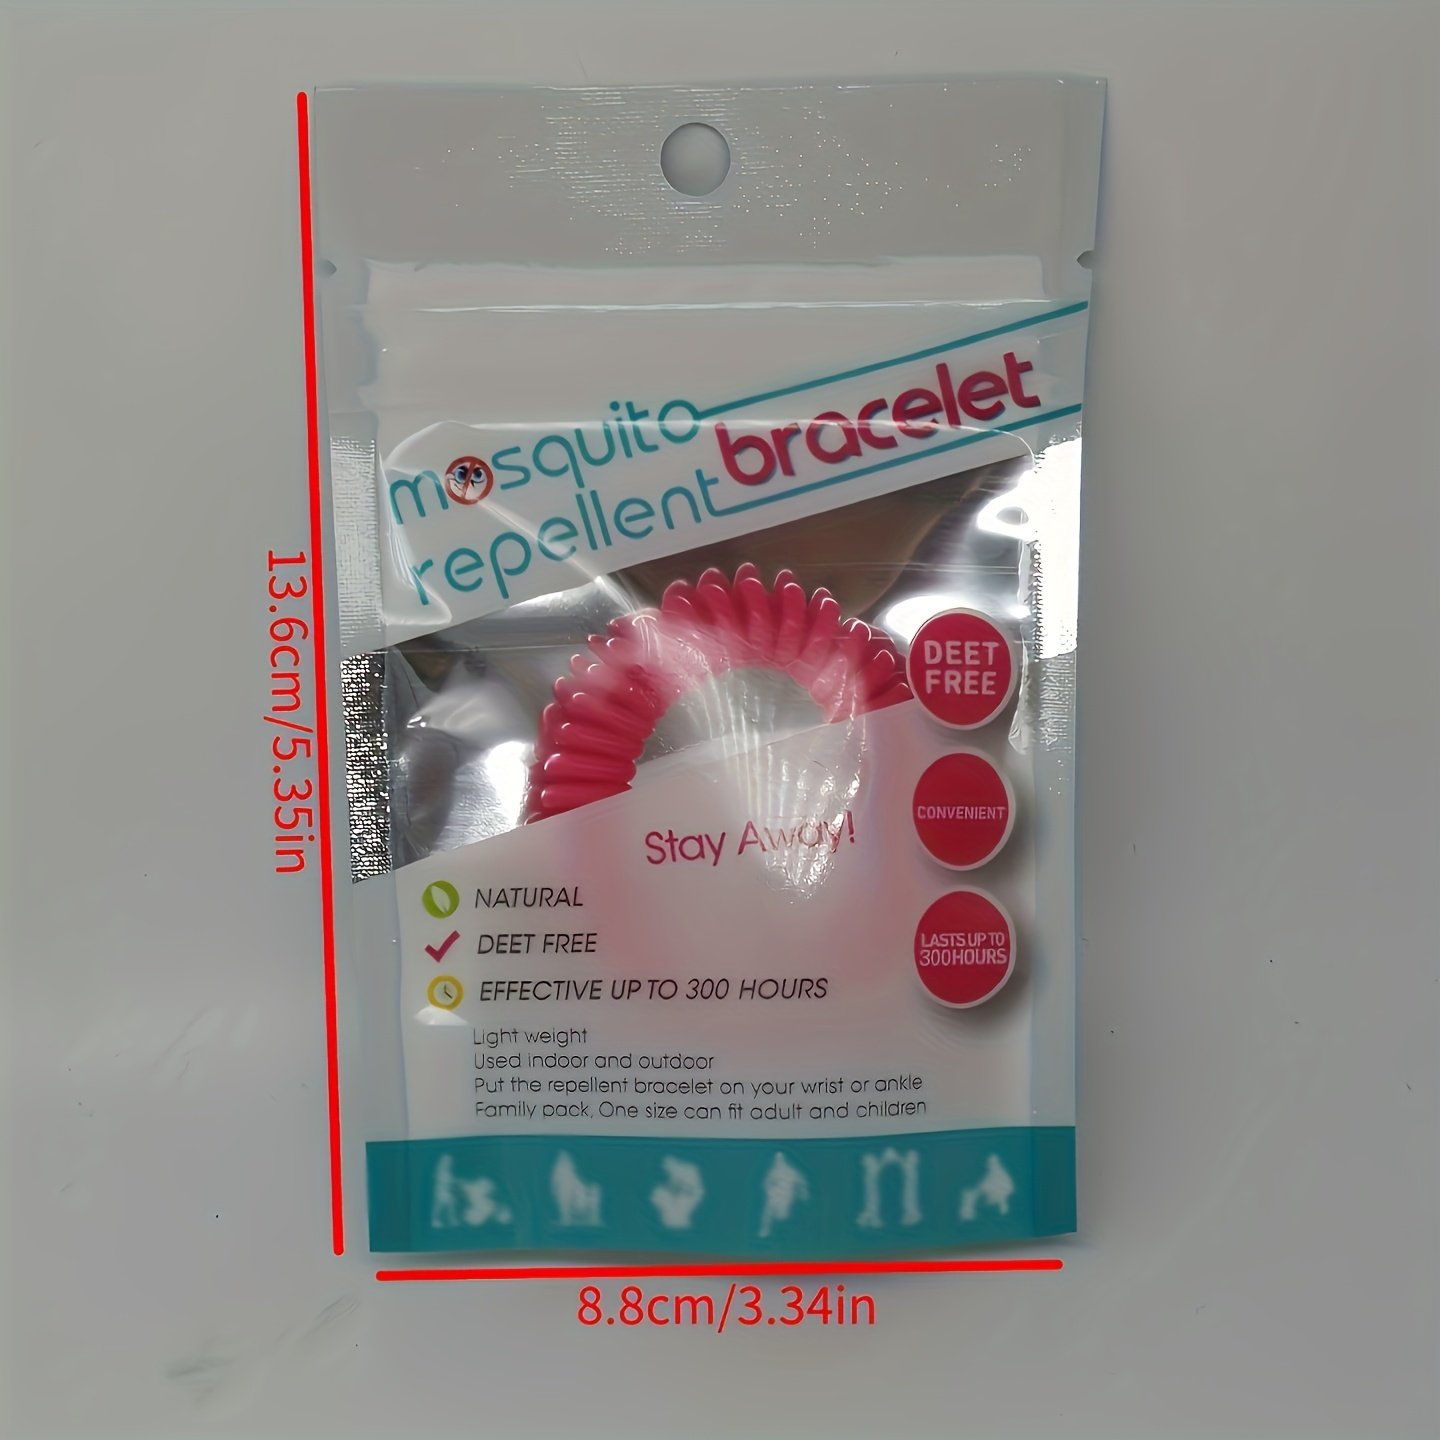 mosquito
repellent bracelet
DEET
FREE
CONVENIENT
LASTS UP TO
300HOURS
Stay Away!
NATURAL
DEET FREE
EFFECTIVE UP TO 300 HOURS
Light weight
Used indoor and outdoor
Put the repellent bracelet on your wrist or ankle
Family pack, One size can fit adult and children
13.6cm/5.35in
8.8cm/3.34in